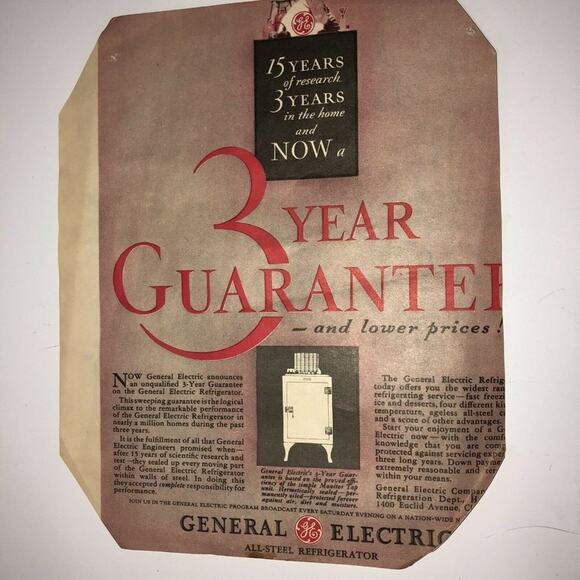 GE
15 YEARS
of research
3 YEARS
in the home
and
NOW a
3 YEAR
GUARANTEE
— and lower prices !
NOW General Electric announces
an unqualified 3-Year Guarantee
on the General Electric Refrigerator.
This sweeping guarantee is the logical
climax to the remarkable performance
of the General Electric Refrigerator in
nearly a million homes during the past
three years.
It is the fulfillment of all that General
Electric Engineers promised when—
after 15 years of scientific research and
test—they sealed up every moving part
of the General Electric Refrigerator
within walls of steel. In doing this
they accepted complete responsibility for
performance.
General Electric's 3-Year Guar-
antee is based on the proved effi-
ciency of the simple Monitor Top
unit. Hermetically sealed—per-
manently oiled—protected forever
against air, dirt and moisture.
The General Electric Refrig
today offers you the widest ran
refrigerating service—fast freezi
ice and desserts, four different ki
temperature, ageless all-steel c
and a score of other advantages.
Start your enjoyment of a G
Electric now—with the comf
knowledge that you are comp
protected against servicing expe
three long years. Down payme
extremely reasonable and
within your means.
General Electric Compan
Refrigeration Dept., H
1400 Euclid Avenue, Cl
JOIN US IN THE GENERAL ELECTRIC PROGRAM BROADCAST EVERY SATURDAY EVENING ON A NATION-WIDE N
GENERAL GE ELECTRIC
ALL-STEEL REFRIGERATOR